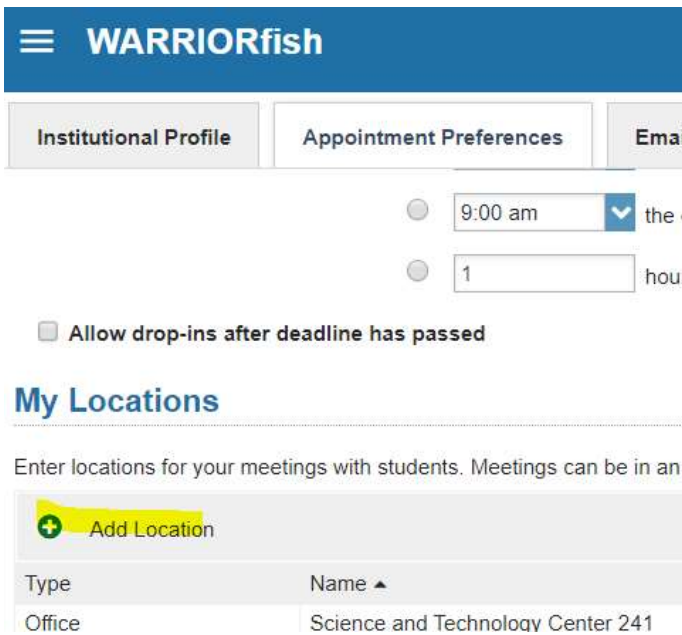 WARRIORfish
Institutional Profile Appointment Preferences
9:00 am the
1
Allow drop-ins after deadline has passed
My Locations
Enter locations for your meetings with students. Meetings can be in an
Add Location
Type Name
Office Science and Technology Center 241